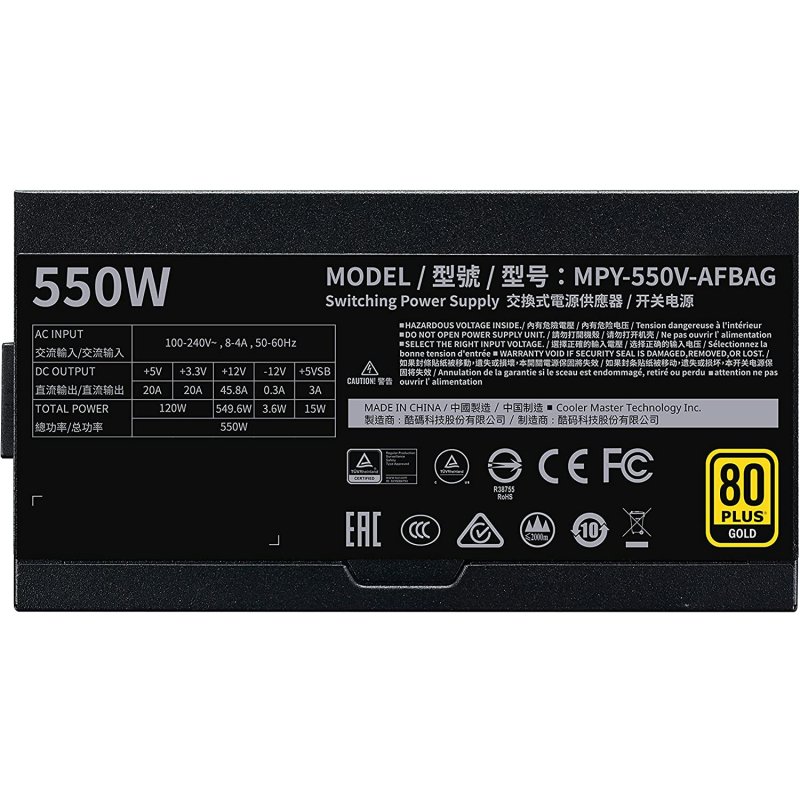 550W
MODEL / 型號 / 型号：MPY-550V-AFBAG
Switching Power Supply 交換式電源供應器 / 开关电源
AC INPUT
交流輸入/交流输入
100-240V~ , 8-4A , 50-60Hz
DC OUTPUT +5V +3.3V +12V -12V +5VSB
直流輸出/直流输出 20A 20A 45.8A 0.3A 3A
TOTAL POWER 120W 549.6W 3.6W 15W
總功率/总功率 550W
CAUTION! 警告
■HAZARDOUS VOLTAGE INSIDE./ 內有危險電壓 / 内有危险电压 / Tension dangereuse à l'intérieur
■DO NOT OPEN POWER SUPPLY UNIT. / 請勿打開機殼 / 请勿打开机壳 / Ne pas ouvrir l' alimentation
■SELECT THE RIGHT INPUT VOLTAGE. / 選擇正確的輸入電壓 / 选择正确的输入电压 / Sélectionnez la
bonne tension d'entrée ■ WARRANTY VOID IF SECURITY SEAL IS DAMAGED,REMOVED,OR LOST. /
如果封條貼紙被移動，遺失或損壞，本開關電源保固將失效 / 如果封条贴纸被移动，遗失或损坏，本开关电源保
固将失效 / Annulation de la garantie si le sceau est endommagé, retiré ou perdu ■attention ne pas
ouvrir l' alimentation
MADE IN CHINA / 中國製造 / 中国制造 ■ Cooler Master Technology Inc.
製造商：酷碼科技股份有限公司 / 制造商：酷码科技股份有限公司
TÜVRheinland
CERTIFIED
TÜVRheinland
C US
R38755
RoHS
CE FC
EAC
CCC
≤2000m
10
80
PLUS
GOLD